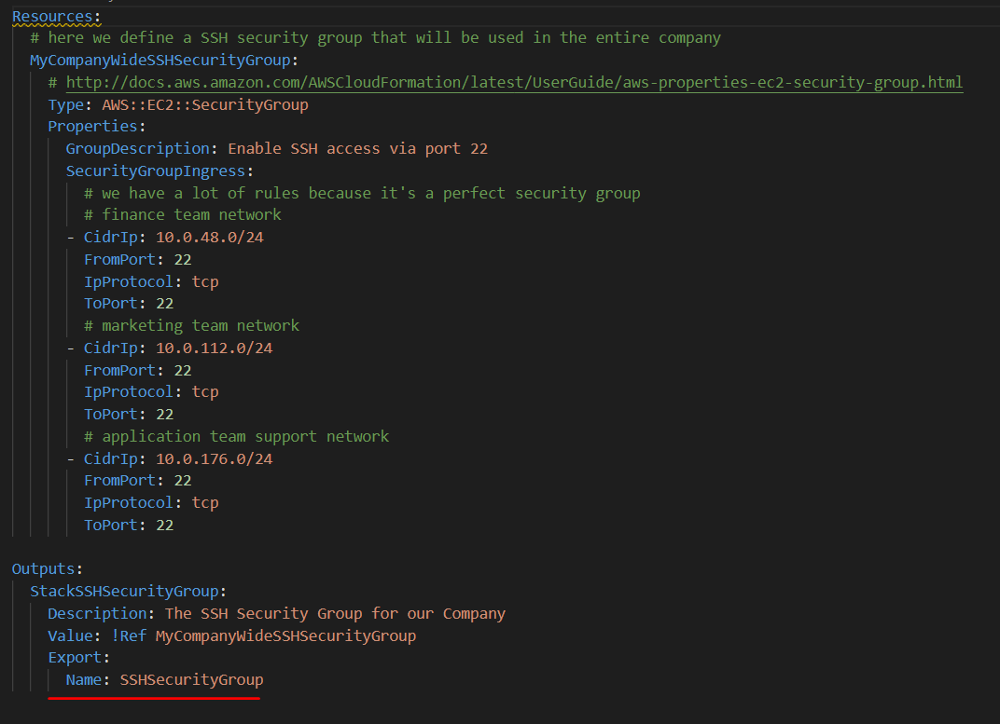 Resources:
# here we define a SSH security group that will be used in the entire company
MyCompanyWideSSHSecurityGroup:
# http://docs.aws.amazon.com/AWSCloudFormation/latest/UserGuide/aws-properties-ec2-security-group.html
Type: AWS::EC2::SecurityGroup
Properties:
GroupDescription: Enable SSH access via port 22
SecurityGroupIngress:
# we have a lot of rules because it's a perfect security group
# finance team network
- CidrIp: 10.0.48.0/24
FromPort: 22
IpProtocol: tcp
ToPort: 22
# marketing team network
- CidrIp: 10.0.112.0/24
FromPort: 22
IpProtocol: tcp
ToPort: 22
# application team support network
- CidrIp: 10.0.176.0/24
FromPort: 22
IpProtocol: tcp
ToPort: 22
Outputs:
StackSSHSecurityGroup:
Description: The SSH Security Group for our Company
Value: !Ref MyCompanyWideSSHSecurityGroup
Export:
Name: SSHSecurityGroup